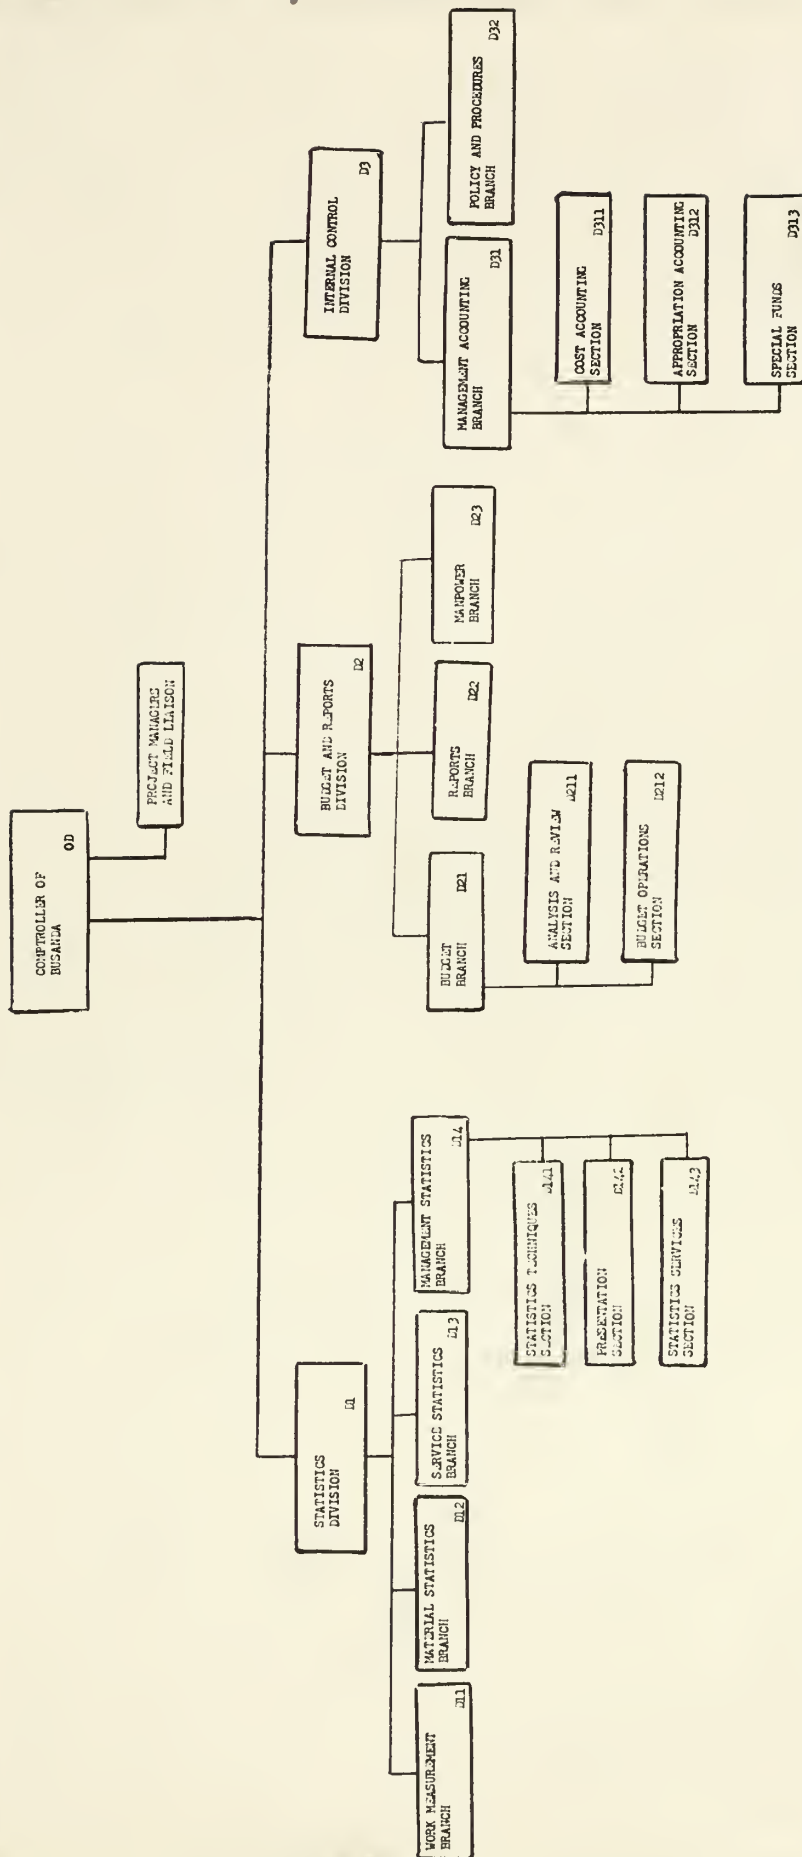 COMPTROLLER OF
BUSANDA
OD
PROJECT MANAGERS
AND FIELD LIAISON
STATISTICS
DIVISION
D1
BUDGET AND REPORTS
DIVISION
D2
INTERNAL CONTROL
DIVISION
D3
WORK MEASUREMENT
BRANCH
D11
MATERIAL STATISTICS
BRANCH
D12
SERVICE STATISTICS
BRANCH
D13
MANAGEMENT STATISTICS
BRANCH
D14
STATISTICS TECHNIQUES
SECTION
D141
PRESENTATION
SECTION
D142
STATISTICS SERVICES
SECTION
D143
BUDGET
BRANCH
D21
REPORTS
BRANCH
D22
MANPOWER
BRANCH
D23
ANALYSIS AND REVIEW
SECTION
D211
BUDGET OPERATIONS
SECTION
D212
MANAGEMENT ACCOUNTING
BRANCH
D31
POLICY AND PROCEDURES
BRANCH
D32
COST ACCOUNTING
SECTION
D311
APPROPRIATION ACCOUNTING
SECTION
D312
SPECIAL FUNDS
SECTION
D313